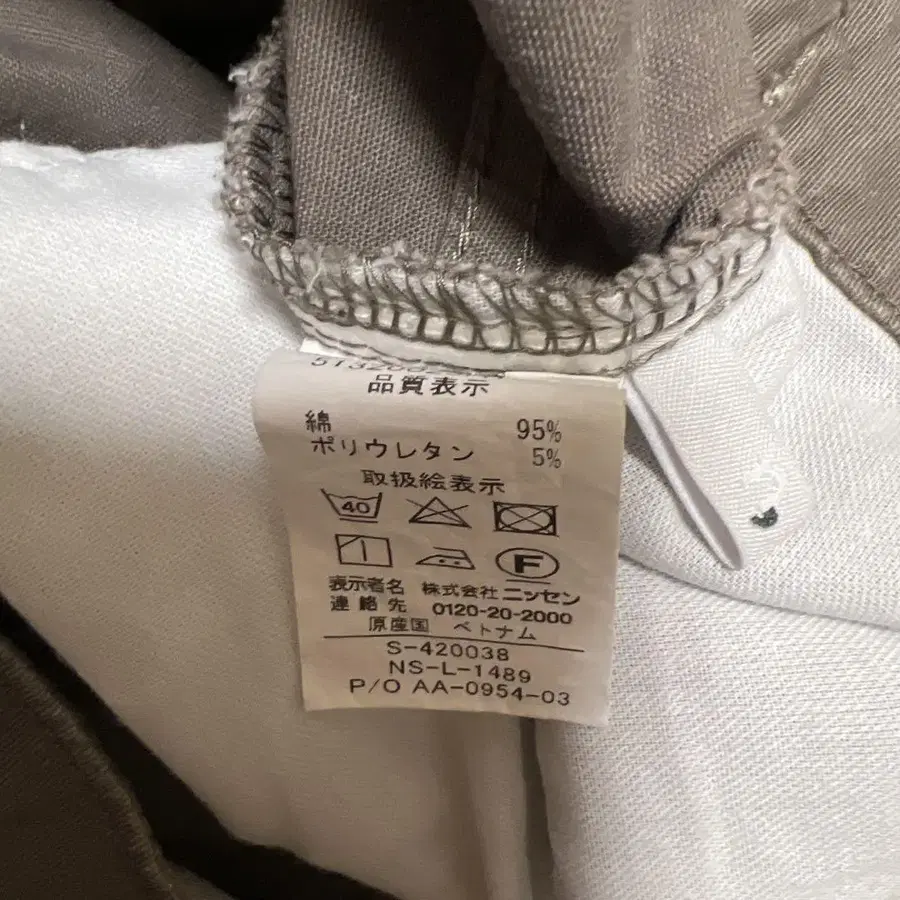 品質表示
綿 95%
ポリウレタン 5%
取扱絵表示
40
F
表示者名 株式会社 ニッセン
連絡先 0120-20-2000
原産国 ベトナム
S-420038
NS-L-1489
P/O AA-0954-03